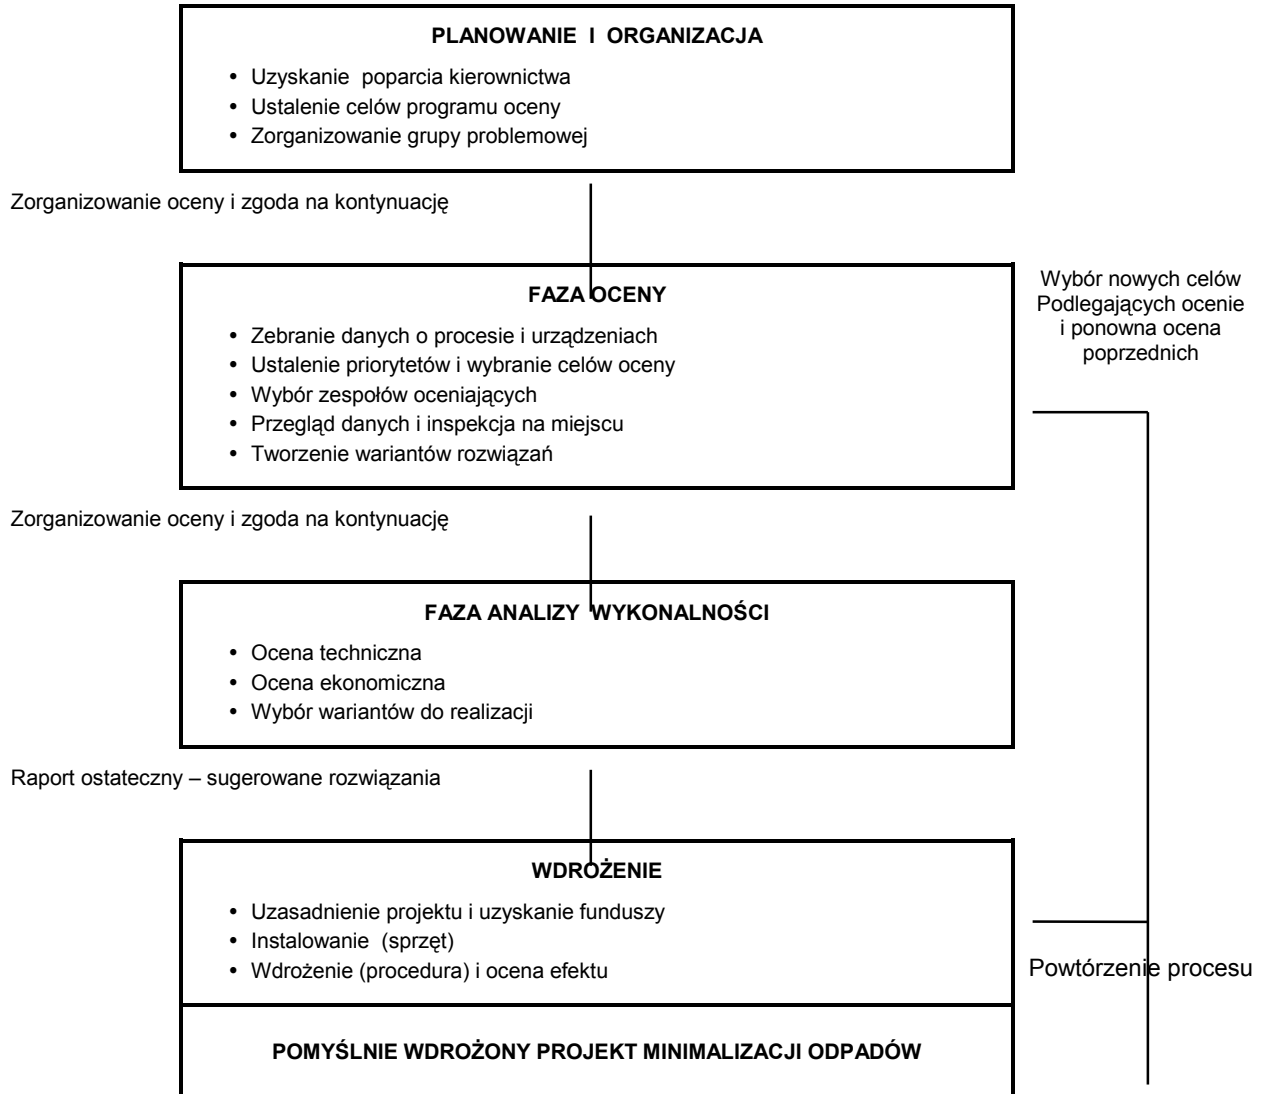 PLANOWANIE I ORGANIZACJA
• Uzyskanie poparcia kierownictwa
• Ustalenie celów programu oceny
• Zorganizowanie grupy problemowej
Zorganizowanie oceny i zgoda na kontynuację
FAZA OCENY
• Zebranie danych o procesie i urządzeniach
• Ustalenie priorytetów i wybranie celów oceny
• Wybór zespołów oceniających
• Przegląd danych i inspekcja na miejscu
• Tworzenie wariantów rozwiązań
Wybór nowych celów
Podlegających ocenie
i ponowna ocena
poprzednich
Zorganizowanie oceny i zgoda na kontynuację
FAZA ANALIZY WYKONALNOŚCI
• Ocena techniczna
• Ocena ekonomiczna
• Wybór wariantów do realizacji
Raport ostateczny – sugerowane rozwiązania
WDROŻENIE
• Uzasadnienie projektu i uzyskanie funduszy
• Instalowanie (sprzęt)
• Wdrożenie (procedura) i ocena efektu
Powtórzenie procesu
POMYŚLNIE WDROŻONY PROJEKT MINIMALIZACJI ODPADÓW